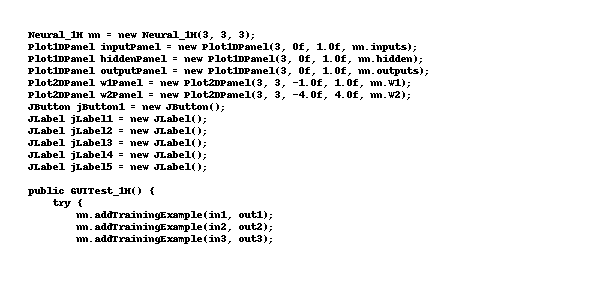 Neural_1H nn = new Neural_1H(3, 3, 3);
Plot1DPanel inputPanel = new Plot1DPanel(3, 0f, 1.0f, nn.inputs);
Plot1DPanel hiddenPanel = new Plot1DPanel(3, 0f, 1.0f, nn.hidden);
Plot1DPanel outputPanel = new Plot1DPanel(3, 0f, 1.0f, nn.outputs);
Plot2DPanel w1Panel = new Plot2DPanel(3, 3, -1.0f, 1.0f, nn.W1);
Plot2DPanel w2Panel = new Plot2DPanel(3, 3, -4.0f, 4.0f, nn.W2);
JButton jButton1 = new JButton();
JLabel jLabel1 = new JLabel();
JLabel jLabel2 = new JLabel();
JLabel jLabel3 = new JLabel();
JLabel jLabel4 = new JLabel();
JLabel jLabel5 = new JLabel();
public GUITest_1H() {
try {
nn.addTrainingExample(in1, out1);
nn.addTrainingExample(in2, out2);
nn.addTrainingExample(in3, out3);